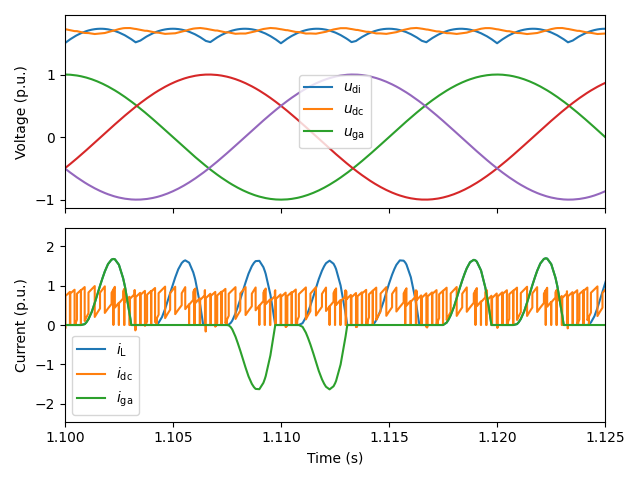 Voltage (p.u.)
1
0
−1
u_di
u_dc
u_ga
Current (p.u.)
2
1
0
−1
−2
i_L
i_dc
i_ga
1.100 1.105 1.110 1.115 1.120 1.125
Time (s)